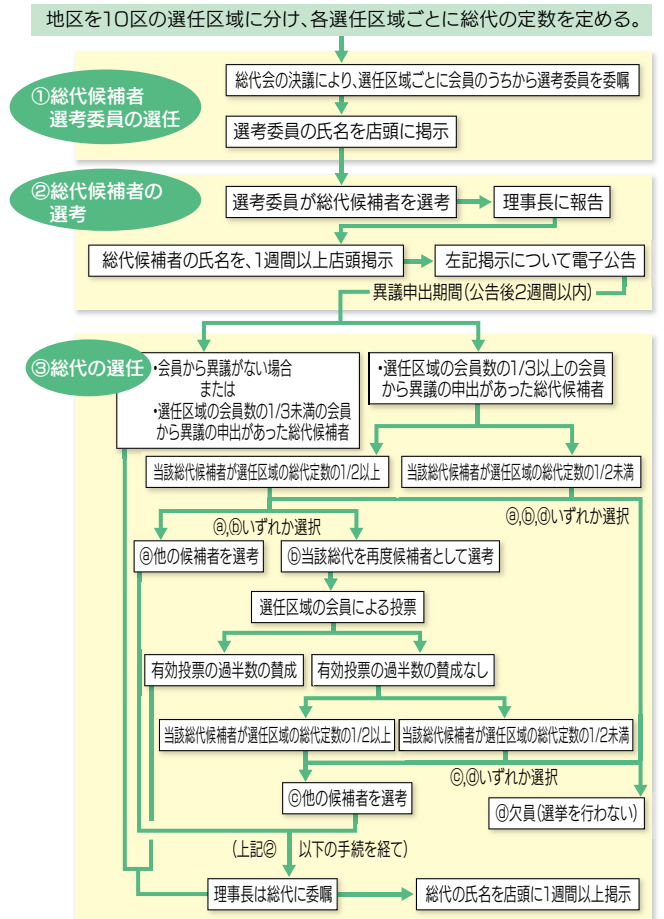 地区を10区の選任区域に分け、各選任区域ごとに総代の定数を定める。
①総代候補者
選考委員の選任
総代会の決議により、選任区域ごとに会員のうちから選考委員を委嘱
選考委員の氏名を店頭に掲示
②総代候補者の
選考
選考委員が総代候補者を選考
理事長に報告
総代候補者の氏名を、1週間以上店頭掲示
左記掲示について電子公告
異議申出期間(公告後2週間以内)
③総代の選任
・会員から異議がない場合
または
・選任区域の会員数の1/3未満の会員
から異議の申出があった総代候補者
・選任区域の会員数の1/3以上の会員
から異議の申出があった総代候補者
当該総代候補者が選任区域の総代定数の1/2以上
当該総代候補者が選任区域の総代定数の1/2未満
ⓐ,ⓑいずれか選択
ⓐ,ⓑ,ⓓいずれか選択
ⓐ他の候補者を選考
ⓑ当該総代を再度候補者として選考
選任区域の会員による投票
有効投票の過半数の賛成
有効投票の過半数の賛成なし
当該総代候補者が選任区域の総代定数の1/2以上
当該総代候補者が選任区域の総代定数の1/2未満
ⓒ,ⓓいずれか選択
ⓒ他の候補者を選考
ⓓ欠員(選挙を行わない)
(上記② 以下の手続を経て)
理事長は総代に委嘱
総代の氏名を店頭に1週間以上掲示